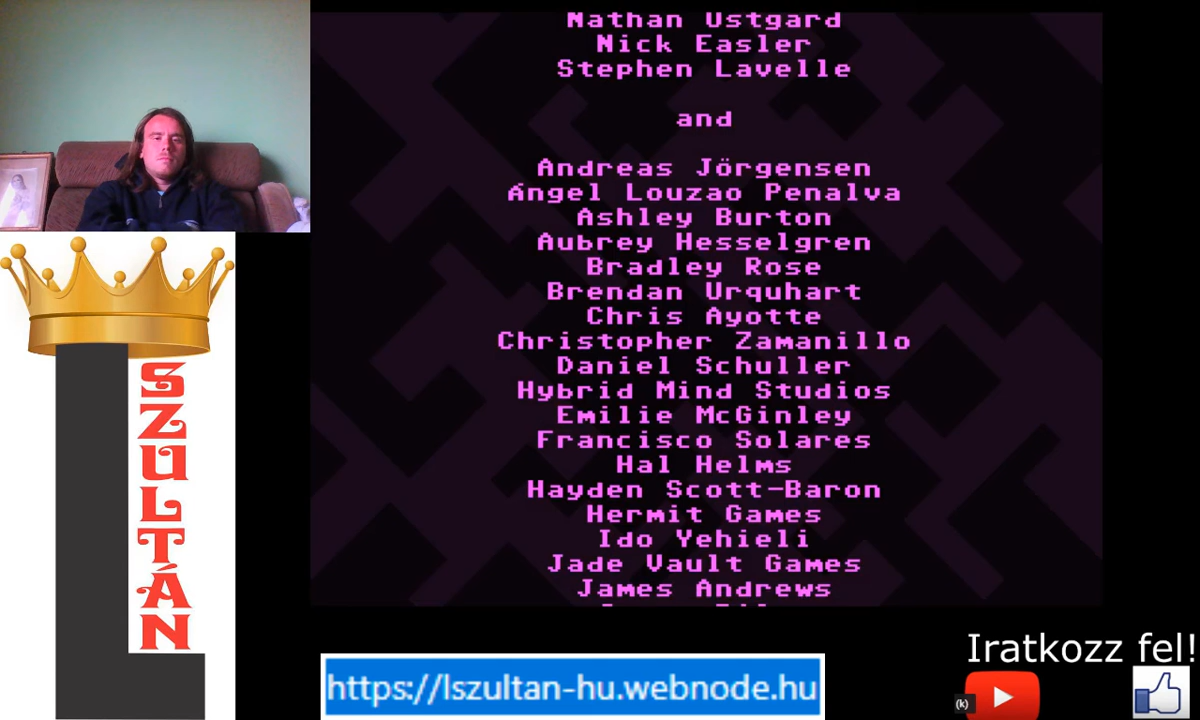 Nathan Ustgard
Nick Easler
Stephen Lavelle
and
Andreas Jörgensen
Ángel Louzao Penalva
Ashley Burton
Aubrey Hesselgren
Bradley Rose
Brendan Urquhart
Chris Ayotte
Christopher Zamanillo
Daniel Schuller
Hybrid Mind Studios
Emilie McGinley
Francisco Solares
Hal Helms
Hayden Scott-Baron
Hermit Games
Ido Yehieli
Jade Vault Games
James Andrews
L
SZULTÁN
https://lszultan-hu.webnode.hu
Iratkozz fel!
(k)